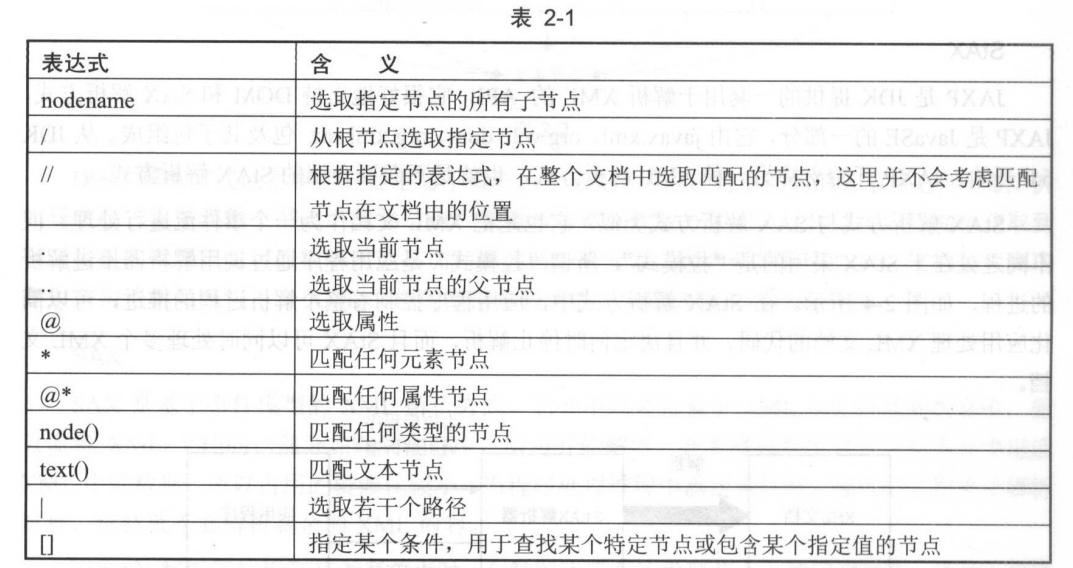 表 2-1
表达式 含 义
nodename 选取指定节点的所有子节点
/ 从根节点选取指定节点
// 根据指定的表达式，在整个文档中选取匹配的节点，这里并不会考虑匹配
节点在文档中的位置
. 选取当前节点
.. 选取当前节点的父节点
@ 选取属性
* 匹配任何元素节点
@* 匹配任何属性节点
node() 匹配任何类型的节点
text() 匹配文本节点
| 选取若干个路径
[] 指定某个条件，用于查找某个特定节点或包含某个指定值的节点